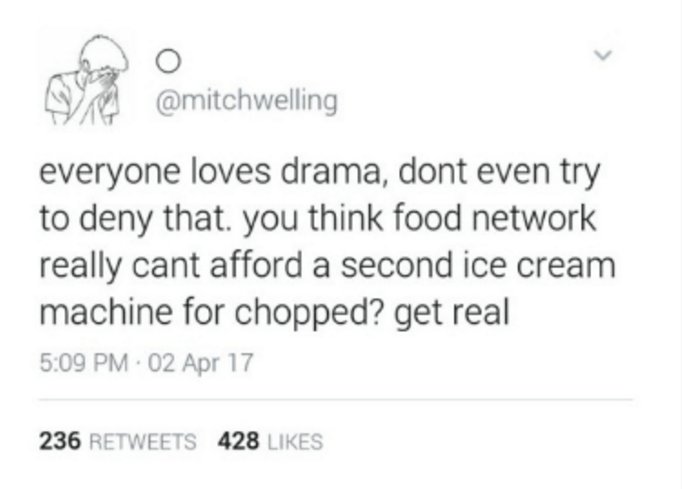 O
@mitchwelling
everyone loves drama, dont even try
to deny that. you think food network
really cant afford a second ice cream
machine for chopped? get real
5:09 PM · 02 Apr 17
236 RETWEETS 428 LIKES